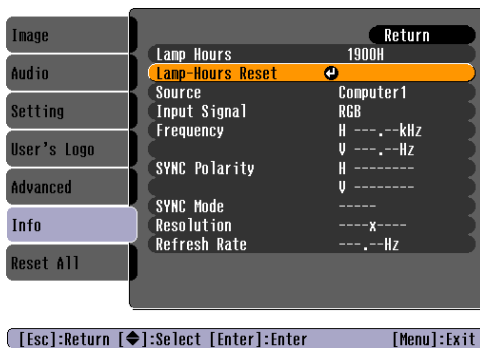 Image
Audio
Setting
User's Logo
Advanced
Info
Reset All
Return
Lamp Hours 1900H
Lamp-Hours Reset
Source Computer1
Input Signal RGB
Frequency H ---.--kHz
V ---.--Hz
SYNC Polarity H --------
V --------
SYNC Mode -----
Resolution ----x----
Refresh Rate ---.--Hz
[Esc]:Return [◆]:Select [Enter]:Enter [Menu]:Exit